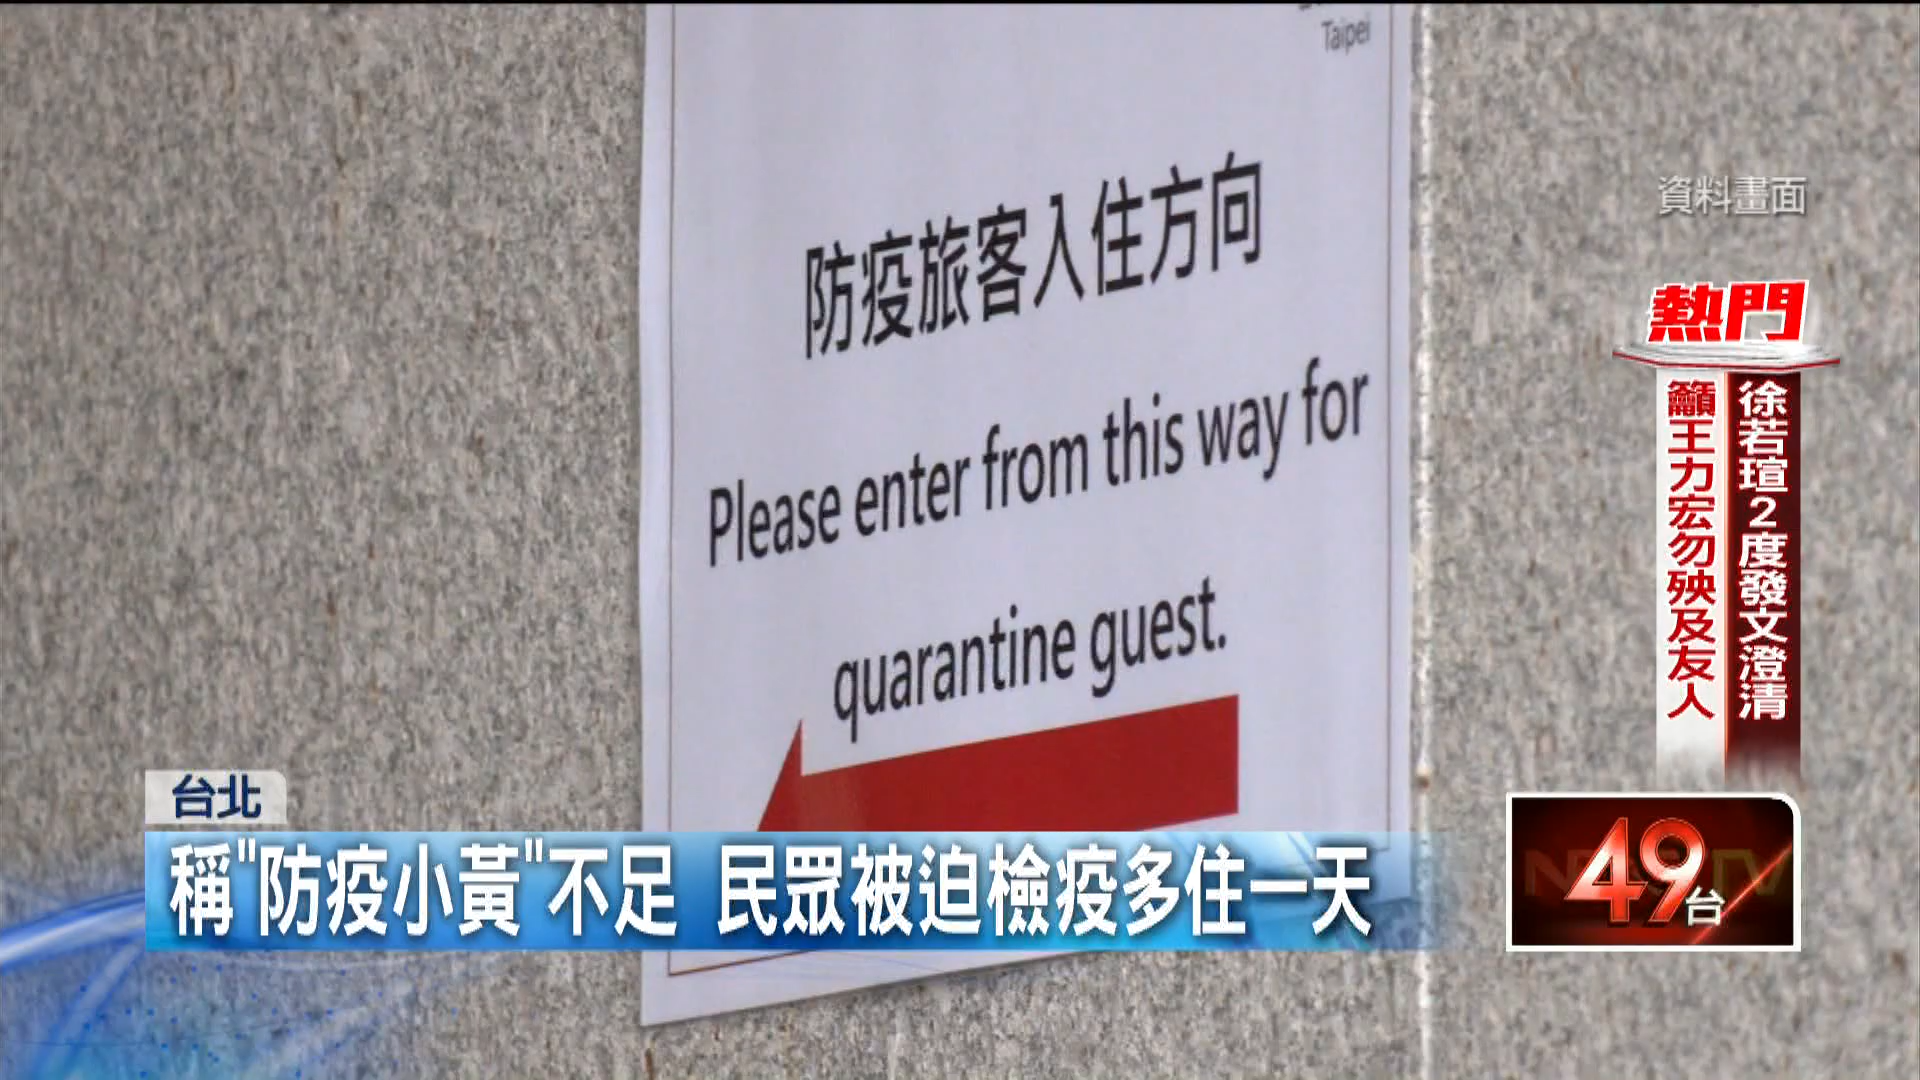 Taipei
防疫旅客入住方向
Please enter from this way for
quarantine guest.
資料畫面
熱門
徐若瑄2度發文澄清
籲王力宏勿殃及友人
台北
稱"防疫小黃"不足 民眾被迫檢疫多住一天
49台